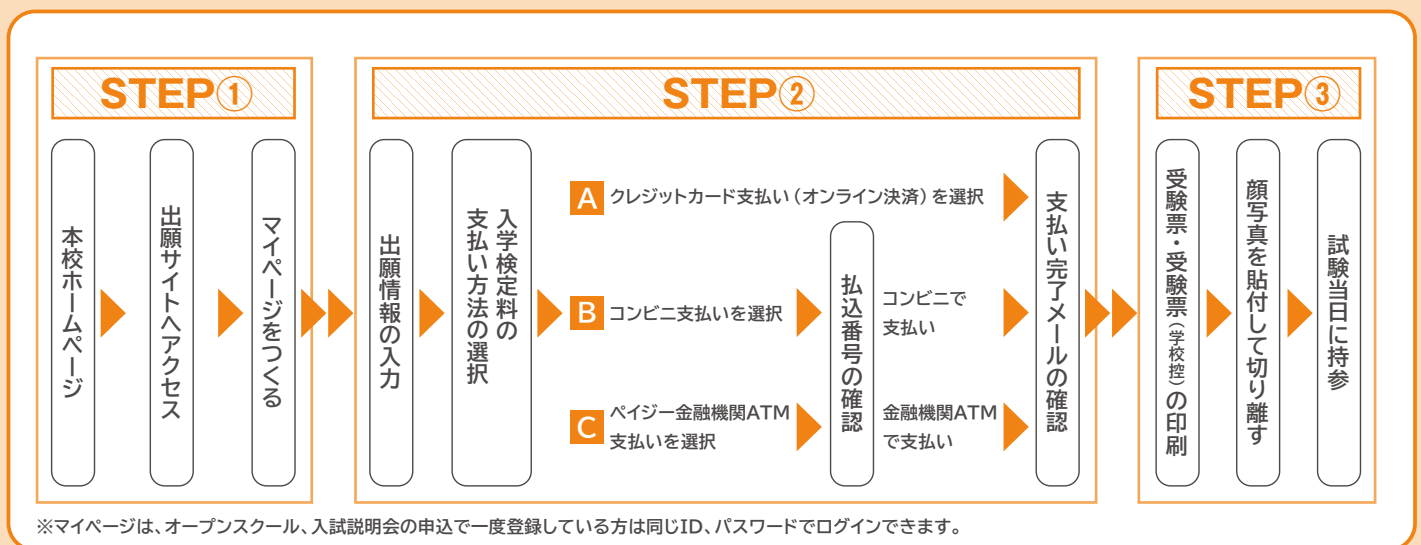 STEP①
本校ホームページ
出願サイトへアクセス
マイページをつくる
STEP②
出願情報の入力
入学検定料の
支払い方法の選択
A クレジットカード支払い（オンライン決済）を選択
B コンビニ支払いを選択
C ペイジー金融機関ATM
支払いを選択
払込番号の確認
コンビニで
支払い
金融機関ATM
で支払い
支払い完了メールの確認
STEP③
受験票・受験票（学校控）の印刷
顔写真を貼付して切り離す
試験当日に持参
※マイページは、オープンスクール、入試説明会の申込で一度登録している方は同じID、パスワードでログインできます。